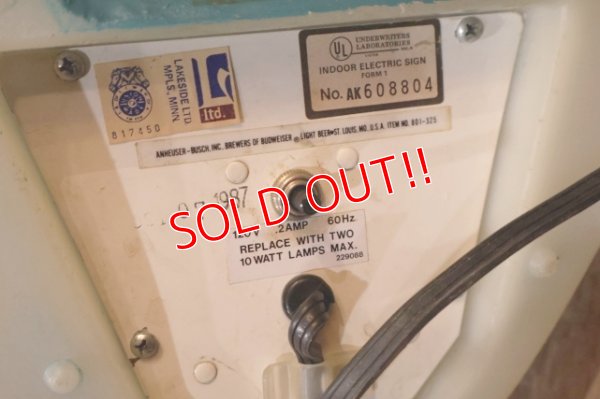 UNDERWRITERS
LABORATORIES
UL
INDOOR ELECTRIC SIGN
FORM 1
No. AK608804
LAKESIDE LTD
MPLS, MINN.
ltd.
817450
ANHEUSER-BUSCH, INC. BREWERS OF BUDWEISER ® LIGHT BEER•ST LOUIS, MO. U.S.A. ITEM NO. 801-325
1987
SOLD OUT!!
120V .2AMP 60Hz
REPLACE WITH TWO
10 WATT LAMPS MAX.
229088